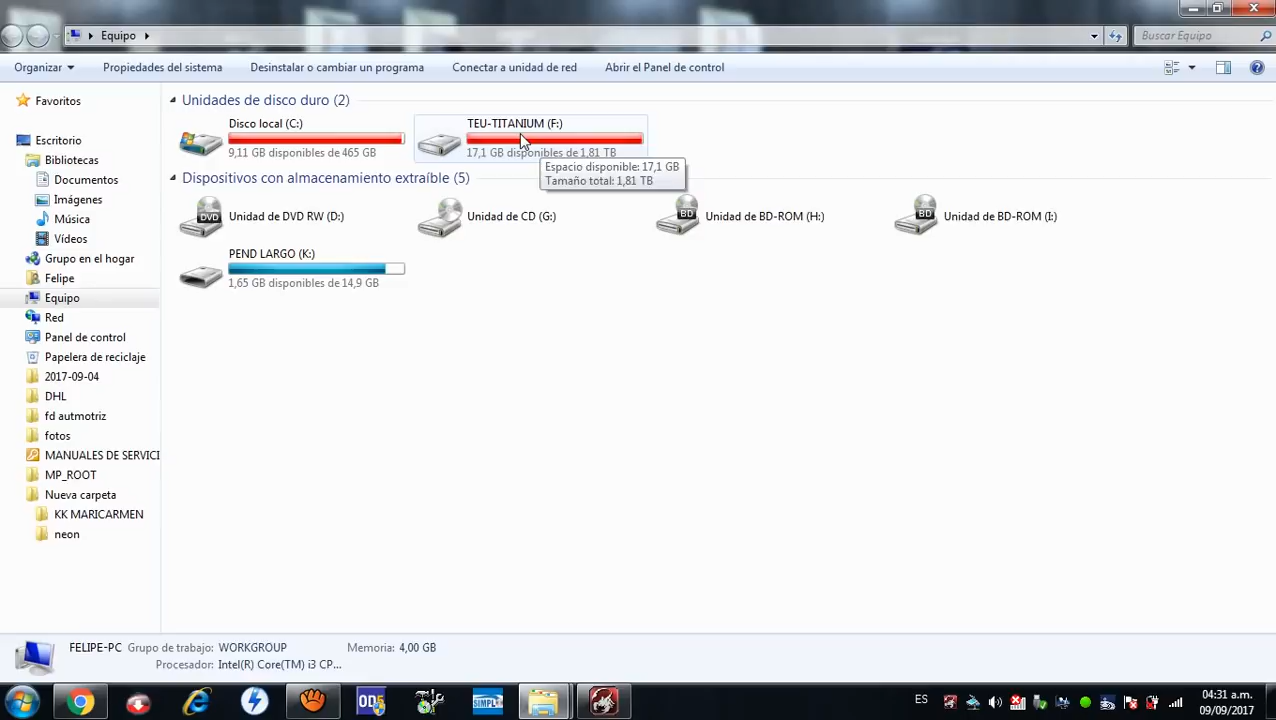 Equipo
Buscar Equipo
Organizar Propiedades del sistema Desinstalar o cambiar un programa Conectar a unidad de red Abrir el Panel de control
Favoritos
Escritorio
Bibliotecas
Documentos
Imágenes
Música
Vídeos
Grupo en el hogar
Felipe
Equipo
Red
Panel de control
Papelera de reciclaje
2017-09-04
DHL
fd autmotriz
fotos
MANUALES DE SERVICI
MP_ROOT
Nueva carpeta
KK MARICARMEN
neon
Unidades de disco duro (2)
Disco local (C:)
9,11 GB disponibles de 465 GB
TEU-TITANIUM (F:)
17,1 GB disponibles de 1,81 TB
Espacio disponible: 17,1 GB
Tamaño total: 1,81 TB
Dispositivos con almacenamiento extraíble (5)
DVD
Unidad de DVD RW (D:)
Unidad de CD (G:)
BD
Unidad de BD-ROM (H:)
BD
Unidad de BD-ROM (I:)
PEND LARGO (K:)
1,65 GB disponibles de 14,9 GB
FELIPE-PC Grupo de trabajo: WORKGROUP Memoria: 4,00 GB
Procesador: Intel(R) Core(TM) i3 CP...
OD5
SIMPLO
ES
04:31 a.m.
09/09/2017